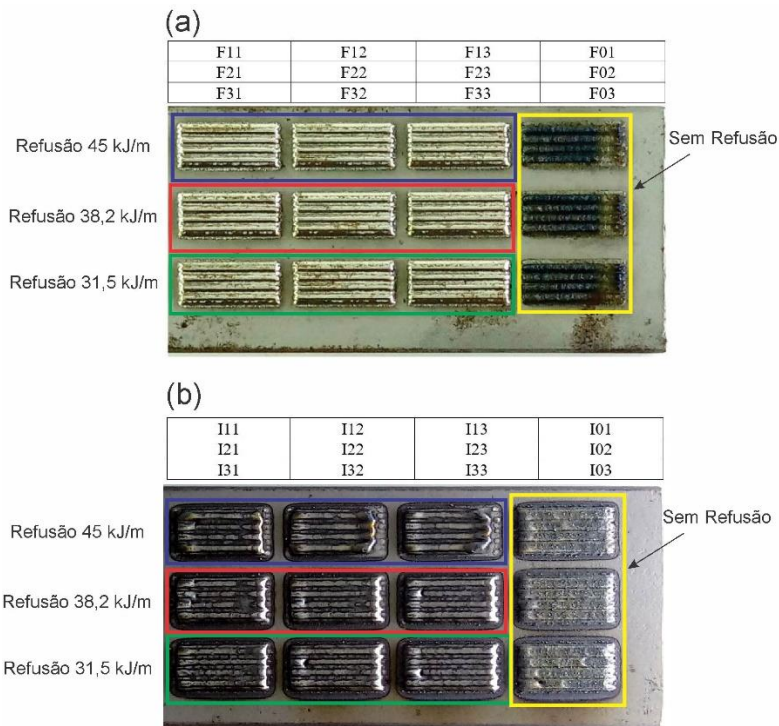 (a)
F11 F12 F13 F01
F21 F22 F23 F02
F31 F32 F33 F03
Refusão 45 kJ/m
Sem Refusão
Refusão 38,2 kJ/m
Refusão 31,5 kJ/m
(b)
I11 I12 I13 I01
I21 I22 I23 I02
I31 I32 I33 I03
Refusão 45 kJ/m
Sem Refusão
Refusão 38,2 kJ/m
Refusão 31,5 kJ/m